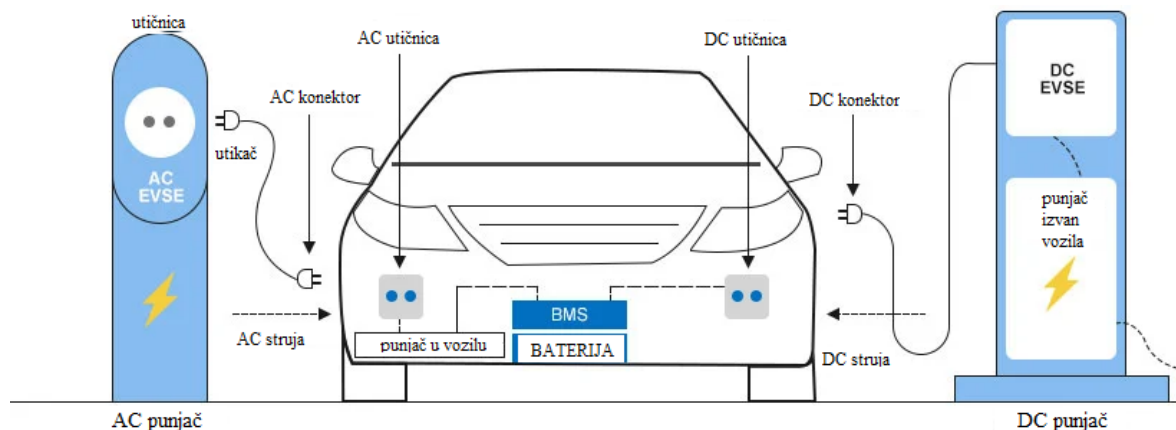 utičnica
AC utičnica
DC utičnica
AC konektor
DC konektor
DC
EVSE
utikač
AC
EVSE
punjač
izvan
vozila
BMS
AC struja
punjač u vozilu
BATERIJA
DC struja
AC punjač
DC punjač